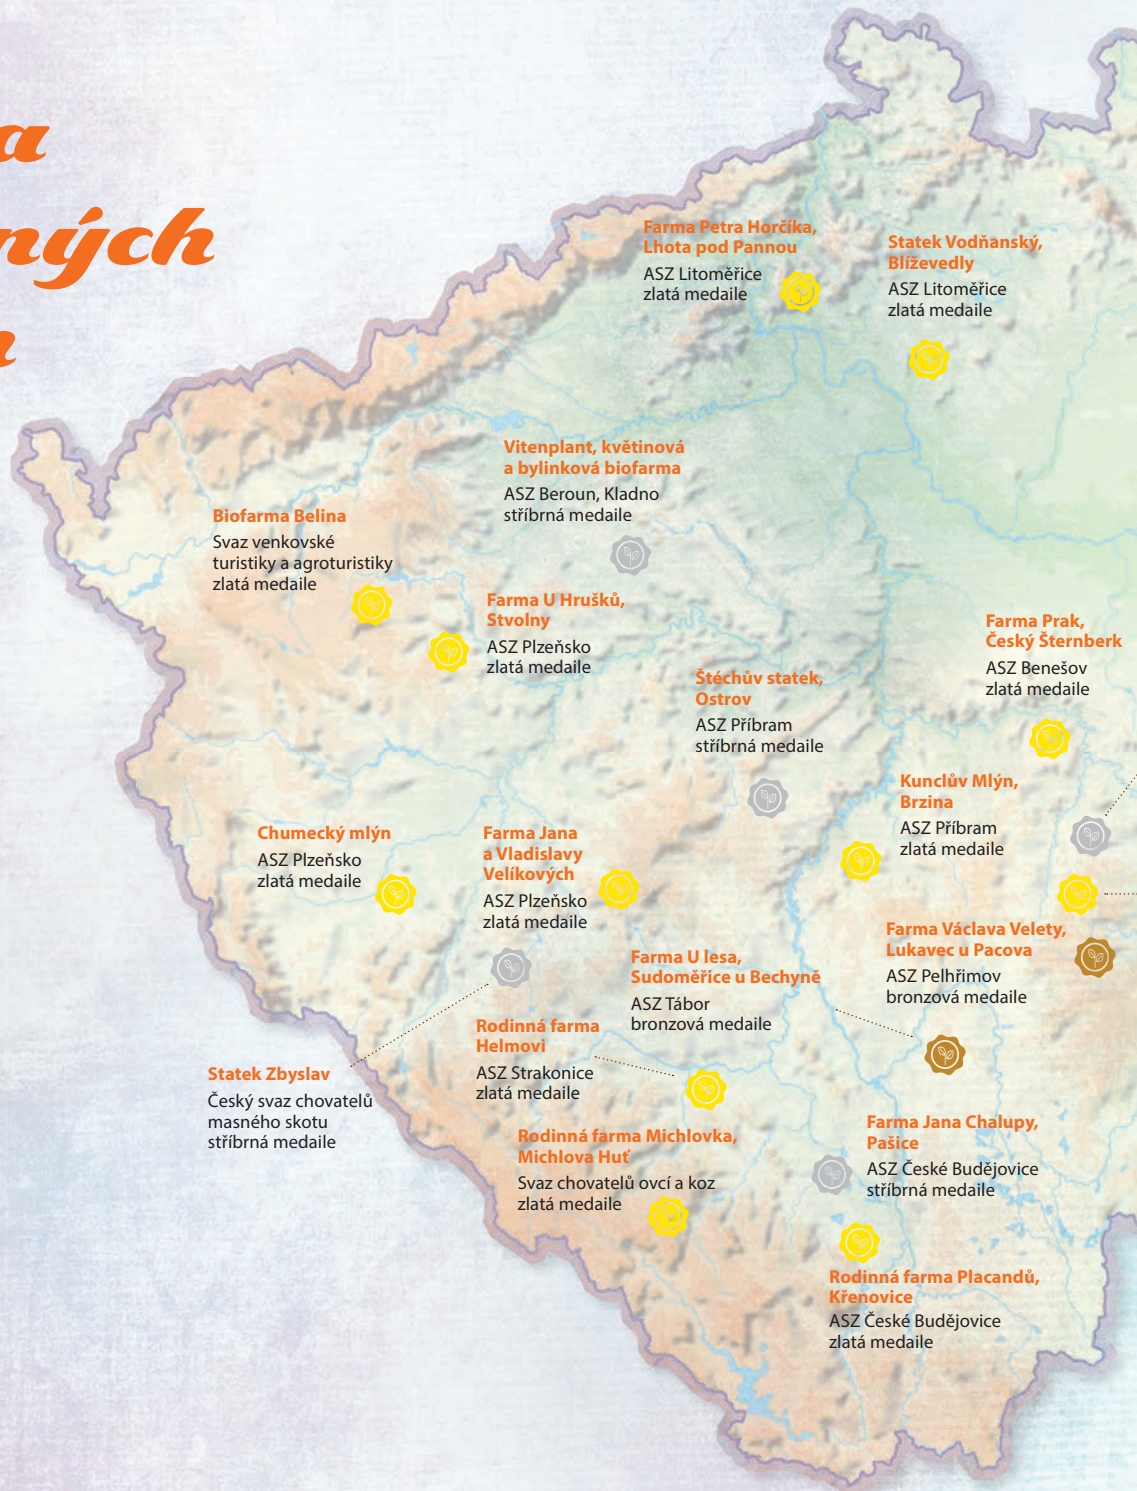 a
ných
Farma Petra Horčíka,
Lhota pod Pannou
ASZ Litoměřice
zlatá medaile
Statek Vodňanský,
Blíževedly
ASZ Litoměřice
zlatá medaile
Vitenplant, květinová
a bylinková biofarma
ASZ Beroun, Kladno
stříbrná medaile
Biofarma Belina
Svaz venkovské
turistiky a agroturistiky
zlatá medaile
Farma U Hrušků,
Stvolny
ASZ Plzeňsko
zlatá medaile
Farma Prak,
Český Šternberk
ASZ Benešov
zlatá medaile
Štéchův statek,
Ostrov
ASZ Příbram
stříbrná medaile
Kunclův Mlýn,
Brzina
ASZ Příbram
zlatá medaile
Chumecký mlýn
ASZ Plzeňsko
zlatá medaile
Farma Jana
a Vladislavy
Velíkových
ASZ Plzeňsko
zlatá medaile
Farma Václava Velety,
Lukavec u Pacova
ASZ Pelhřimov
bronzová medaile
Farma U lesa,
Sudoměřice u Bechyně
ASZ Tábor
bronzová medaile
Rodinná farma
Helmovi
ASZ Strakonice
zlatá medaile
Statek Zbyslav
Český svaz chovatelů
masného skotu
stříbrná medaile
Rodinná farma Michlovka,
Michlova Huť
Svaz chovatelů ovcí a koz
zlatá medaile
Farma Jana Chalupy,
Pašice
ASZ České Budějovice
stříbrná medaile
Rodinná farma Placandů,
Křenovice
ASZ České Budějovice
zlatá medaile